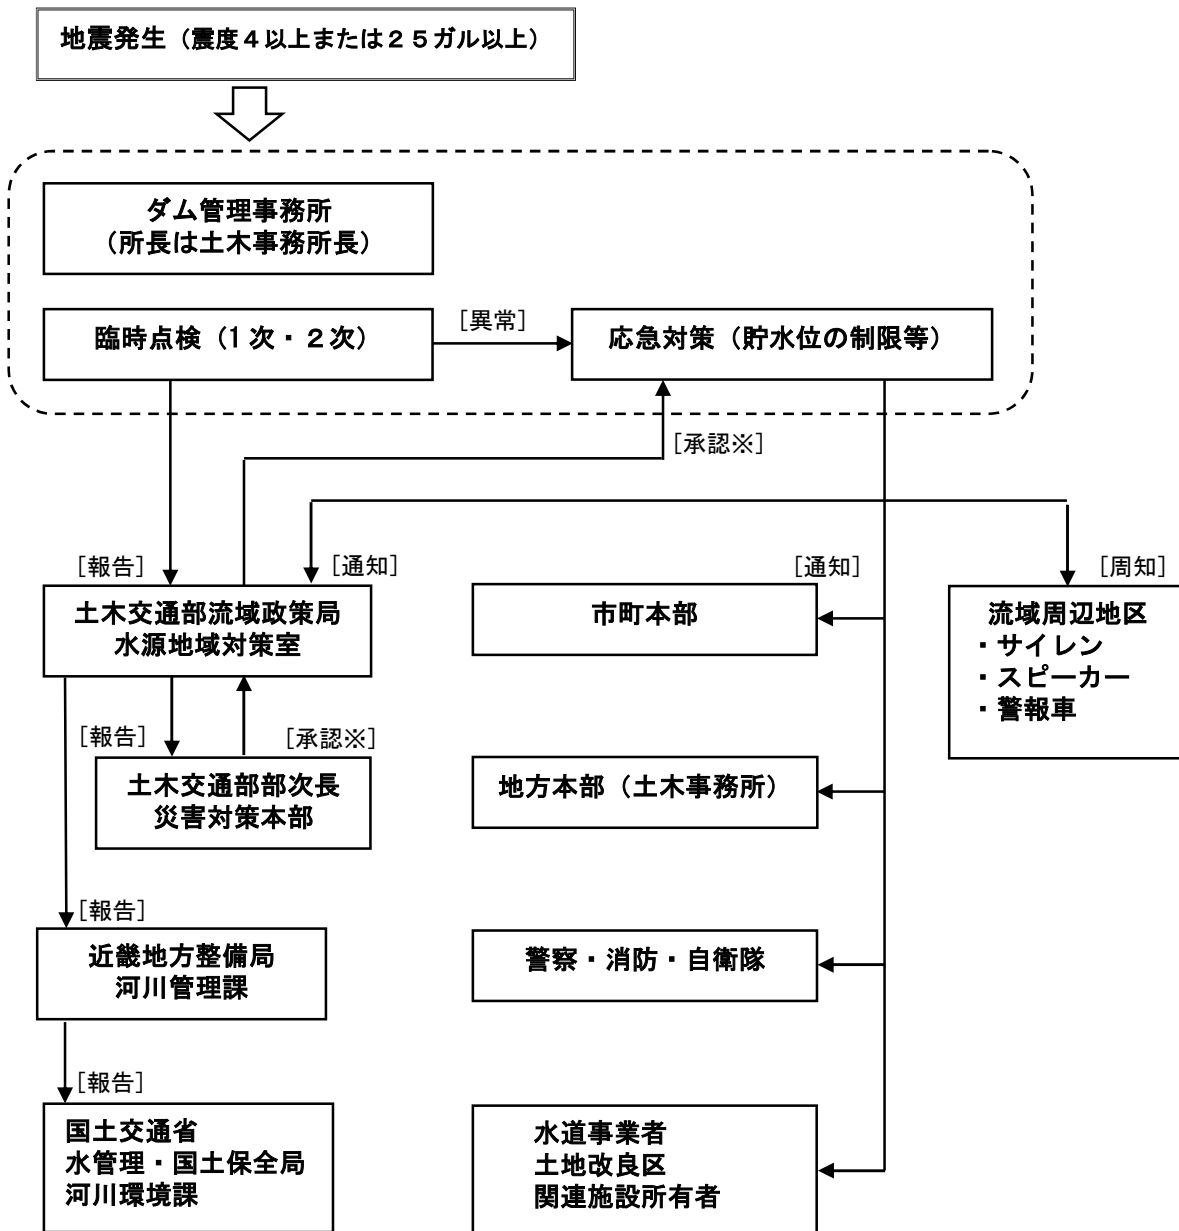 地震発生（震度４以上または２５ガル以上）
ダム管理事務所
（所長は土木事務所長）
臨時点検（1次・２次）
［異常］
応急対策（貯水位の制限等）
［承認※］
［報告］
［通知］
［通知］
［周知］
土木交通部流域政策局
水源地域対策室
市町本部
流域周辺地区
・サイレン
・スピーカー
・警報車
［報告］
［承認※］
土木交通部部次長
災害対策本部
地方本部（土木事務所）
［報告］
近畿地方整備局
河川管理課
警察・消防・自衛隊
［報告］
国土交通省
水管理・国土保全局
河川環境課
水道事業者
土地改良区
関連施設所有者